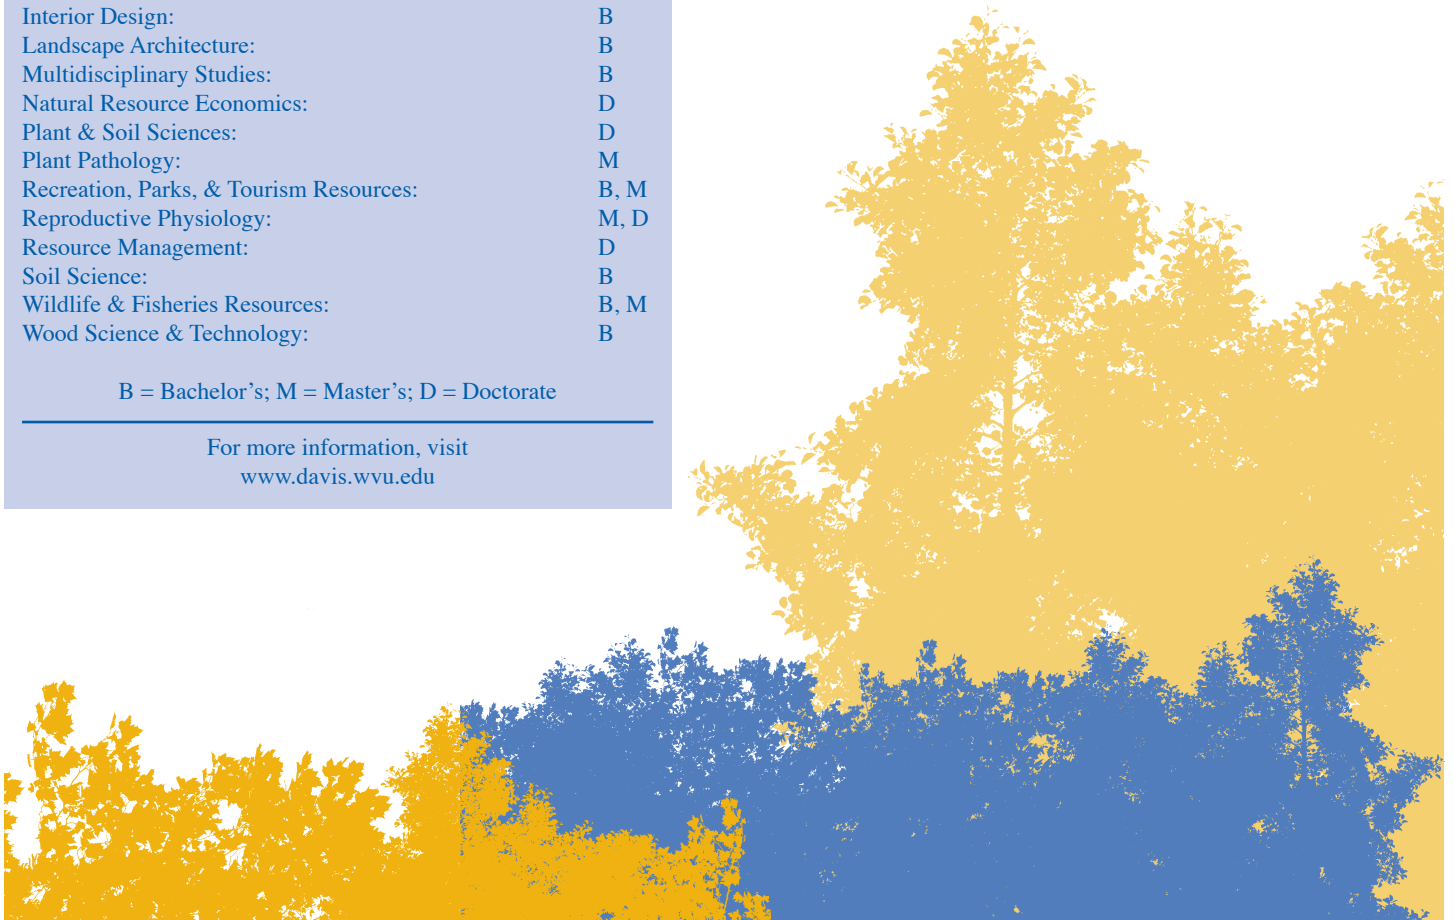 Interior Design: B
Landscape Architecture: B
Multidisciplinary Studies: B
Natural Resource Economics: D
Plant & Soil Sciences: D
Plant Pathology: M
Recreation, Parks, & Tourism Resources: B, M
Reproductive Physiology: M, D
Resource Management: D
Soil Science: B
Wildlife & Fisheries Resources: B, M
Wood Science & Technology: B
B = Bachelor’s; M = Master’s; D = Doctorate
For more information, visit
www.davis.wvu.edu